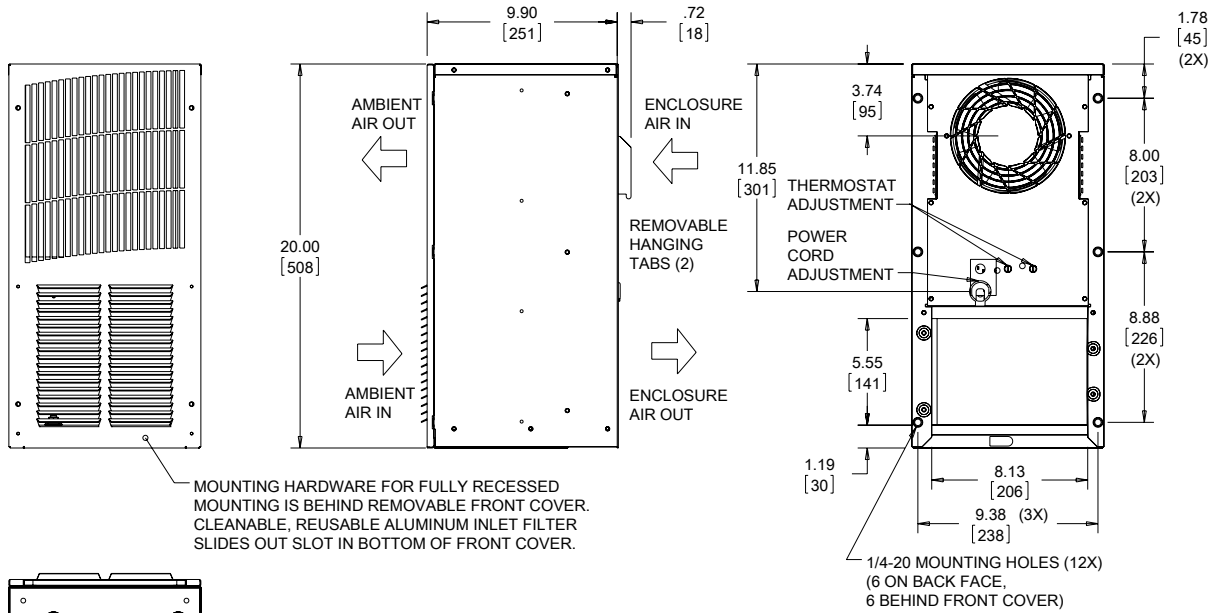 9.90
[251]
.72
[18]
1.78
[45]
(2X)
AMBIENT
AIR OUT
ENCLOSURE
AIR IN
3.74
[95]
11.85
[301]
THERMOSTAT
ADJUSTMENT
8.00
[203]
(2X)
20.00
[508]
REMOVABLE
HANGING
TABS (2)
POWER
CORD
ADJUSTMENT
AMBIENT
AIR IN
ENCLOSURE
AIR OUT
5.55
[141]
8.88
[226]
(2X)
1.19
[30]
8.13
[206]
9.38 (3X)
[238]
MOUNTING HARDWARE FOR FULLY RECESSED
MOUNTING IS BEHIND REMOVABLE FRONT COVER.
CLEANABLE, REUSABLE ALUMINUM INLET FILTER
SLIDES OUT SLOT IN BOTTOM OF FRONT COVER.
1/4-20 MOUNTING HOLES (12X)
(6 ON BACK FACE,
6 BEHIND FRONT COVER)